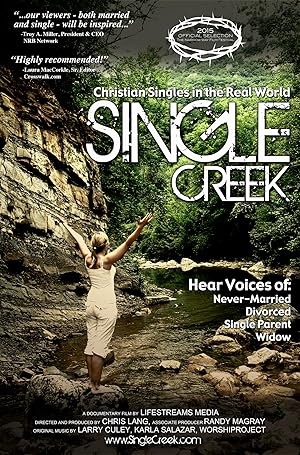 "...our viewers - both married
and single - will be inspired..."
-Troy A. Miller, President & CEO
NRB Network
"Highly recommended!"
-Laura MacCorkle, Sr. Editor
Crosswalk.com
2015
OFFICIAL SELECTION
Christian Singles in the Real World
SINGLE
CREEK
Hear Voices of:
Never-Married
Divorced
Single Parent
Widow
A DOCUMENTARY FILM BY LIFESTREAMS MEDIA
DIRECTED AND PRODUCED BY CHRIS LANG, ASSOCIATE PRODUCER RANDY MAGRAY
ORIGINAL MUSIC BY LARRY CULEY, KARLA SALAZAR, WORSHIPROJECT
www.SingleCreek.com